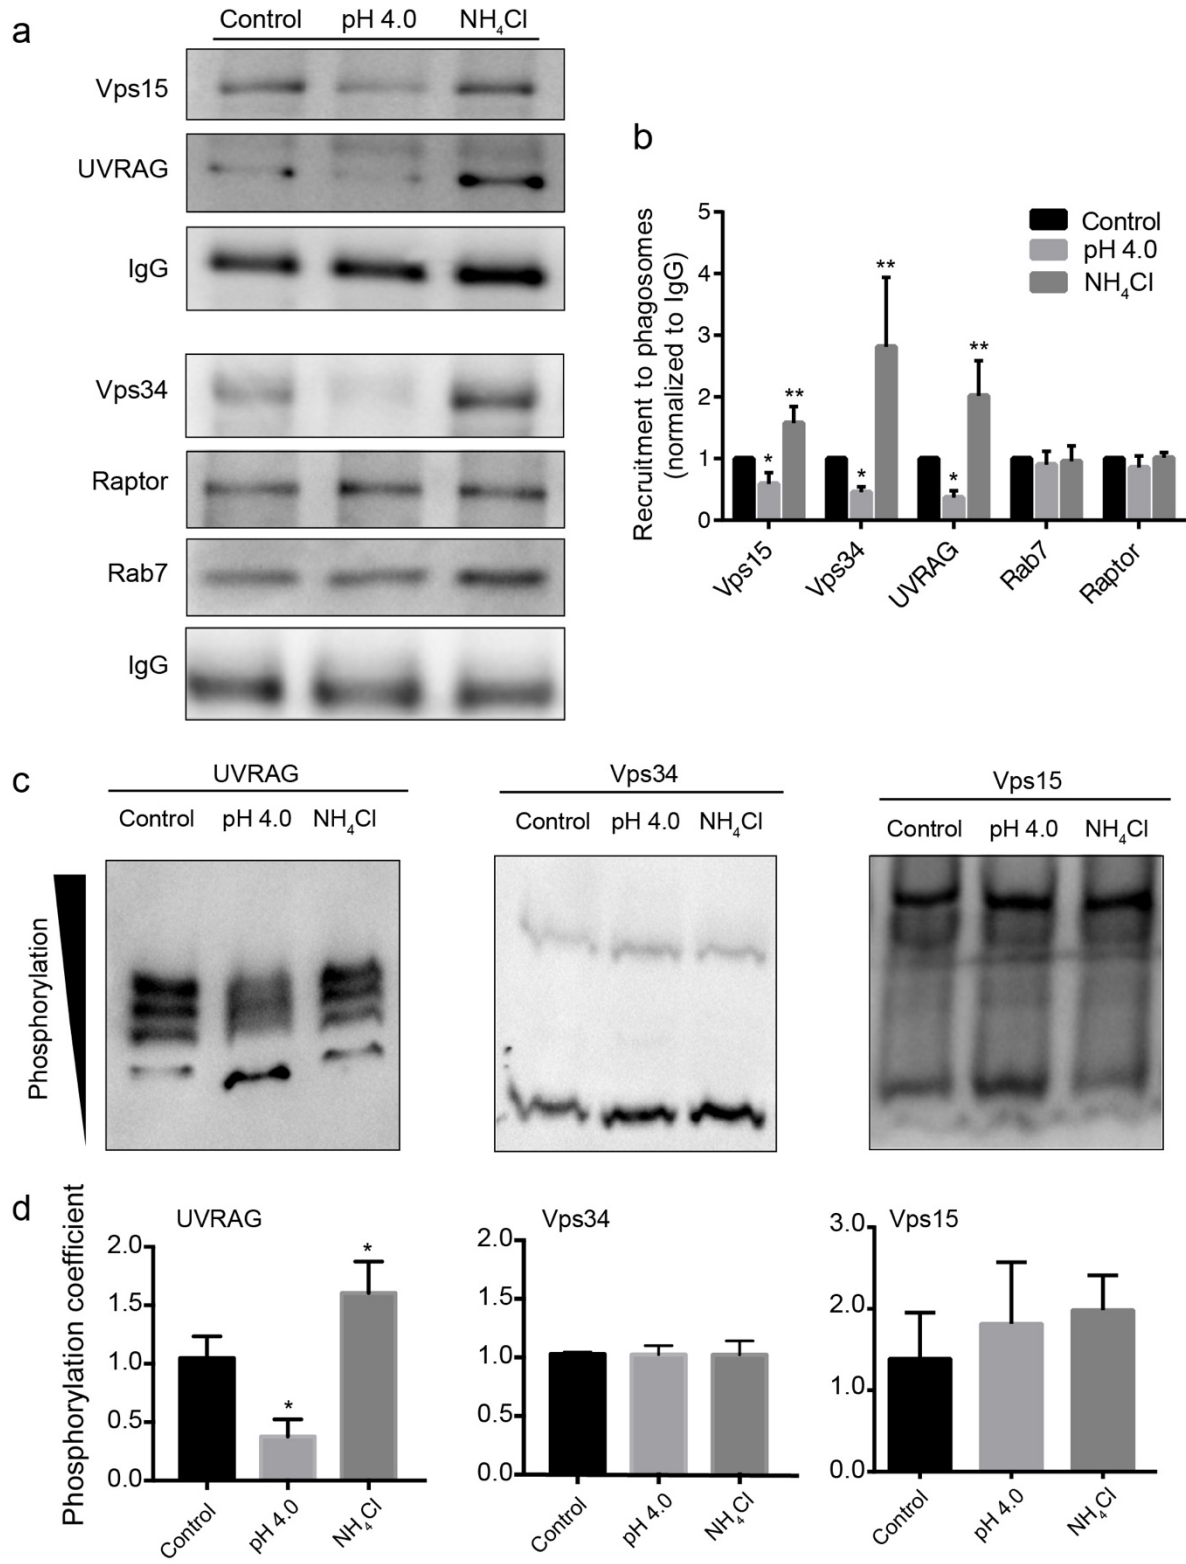 a
Control pH 4.0 NH₄Cl
Vps15
UVRAG
IgG
Vps34
Raptor
Rab7
IgG
b
Recruitment to phagosomes
(normalized to IgG)
5
4
3
2
1
0
Control
pH 4.0
NH₄Cl
* ** * ** * **
Vps15 Vps34 UVRAG Rab7 Raptor
c
UVRAG
Control pH 4.0 NH₄Cl
Vps34
Control pH 4.0 NH₄Cl
Vps15
Control pH 4.0 NH₄Cl
Phosphorylation
d
Phosphorylation coefficient
UVRAG
2.0
1.5
1.0
0.5
0.0
* *
Control pH 4.0 NH₄Cl
Vps34
2.0
1.5
1.0
0.5
0.0
Control pH 4.0 NH₄Cl
Vps15
3.0
2.0
1.0
0.0
Control pH 4.0 NH₄Cl